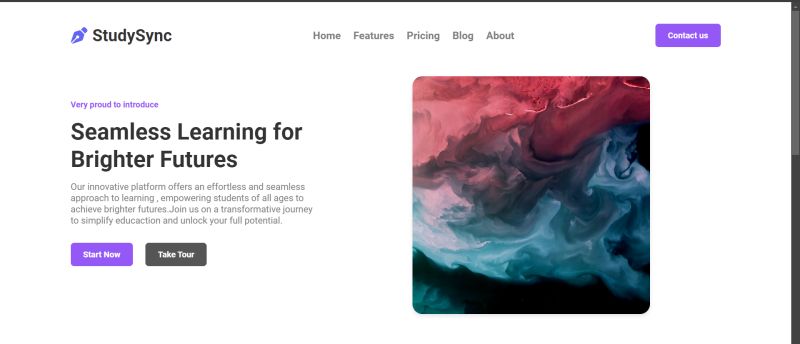 StudySync
Home Features Pricing Blog About
Contact us
Very proud to introduce
Seamless Learning for
Brighter Futures
Our innovative platform offers an effortless and seamless
approach to learning , empowering students of all ages to
achieve brighter futures.Join us on a transformative journey
to simplify educaction and unlock your full potential.
Start Now
Take Tour